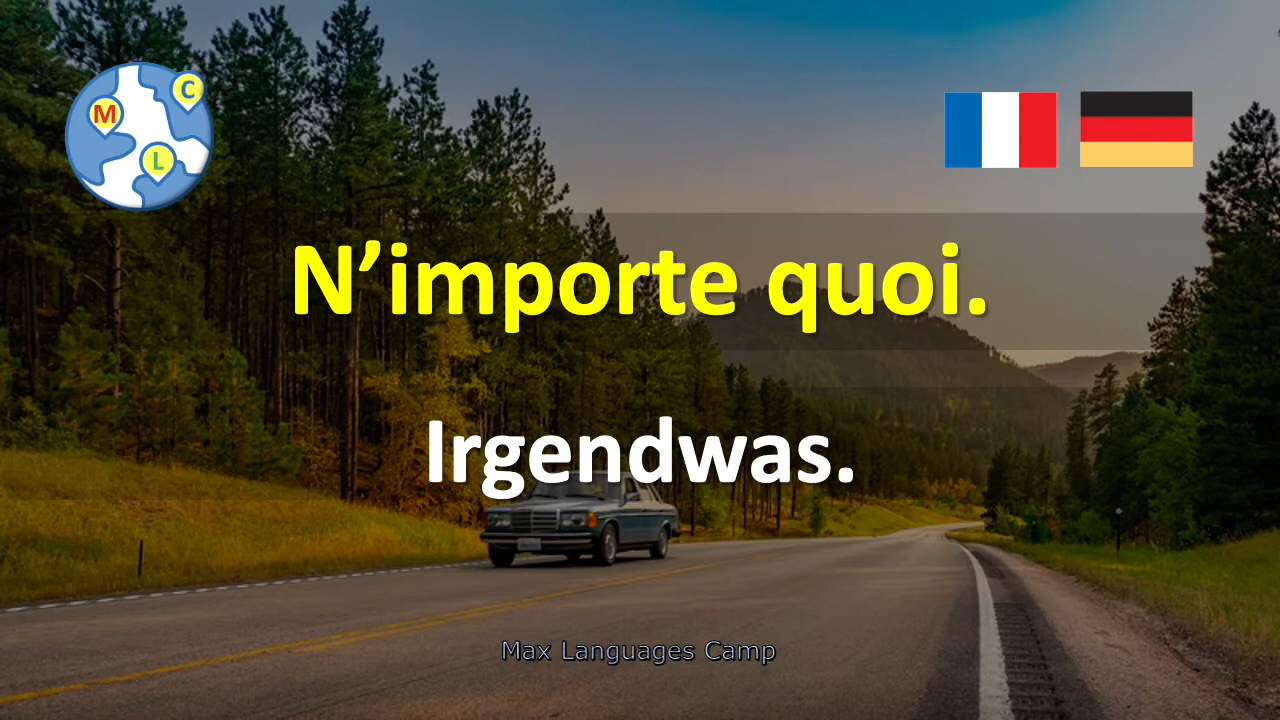 M
C
L
N’importe quoi.
Irgendwas.
Max Languages Camp